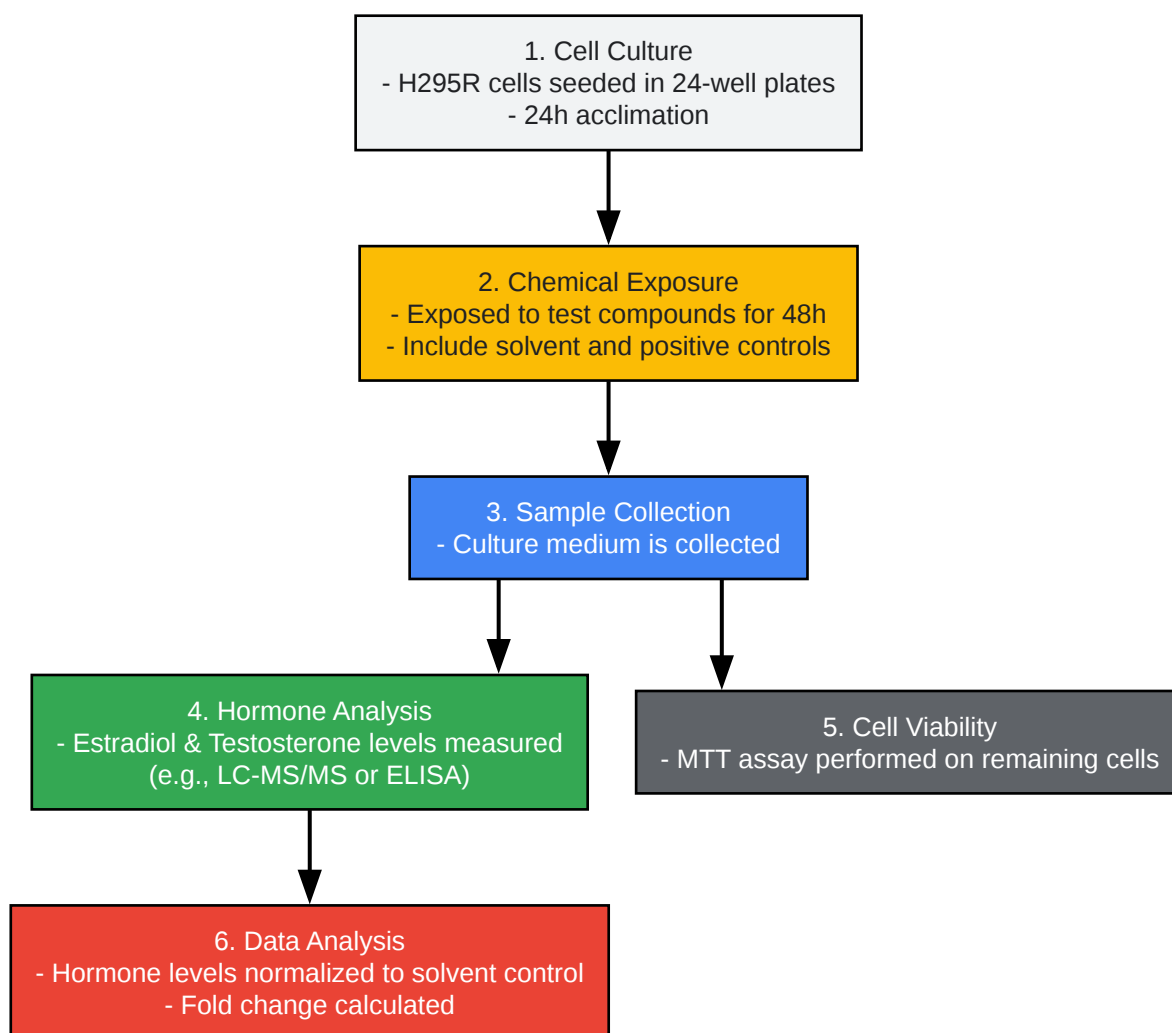 1. Cell Culture
- H295R cells seeded in 24-well plates
- 24h acclimation
2. Chemical Exposure
- Exposed to test compounds for 48h
- Include solvent and positive controls
3. Sample Collection
- Culture medium is collected
4. Hormone Analysis
- Estradiol & Testosterone levels measured
(e.g., LC-MS/MS or ELISA)
5. Cell Viability
- MTT assay performed on remaining cells
6. Data Analysis
- Hormone levels normalized to solvent control
- Fold change calculated